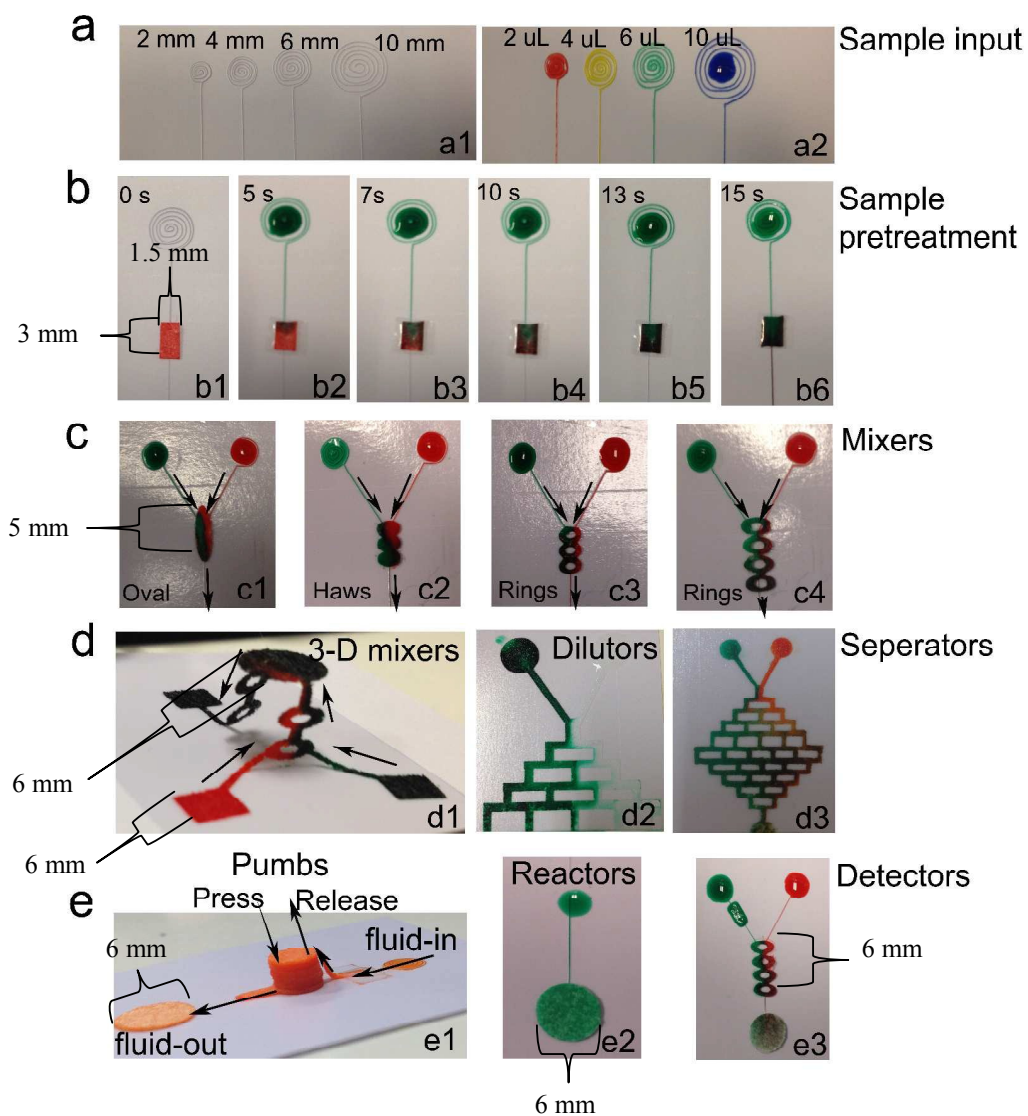 a
2 mm 4 mm 6 mm 10 mm
a1
2 uL 4 uL 6 uL 10 uL
a2
Sample input
b
0 s
1.5 mm
3 mm
b1
5 s
b2
7s
b3
10 s
b4
13 s
b5
15 s
b6
Sample
pretreatment
c
5 mm
Oval
c1
Haws
c2
Rings
c3
Rings
c4
Mixers
d
3-D mixers
6 mm
6 mm
d1
Dilutors
d2
d3
Seperators
e
Pumbs
Press Release
6 mm
fluid-in
fluid-out
e1
Reactors
e2
6 mm
Detectors
6 mm
e3